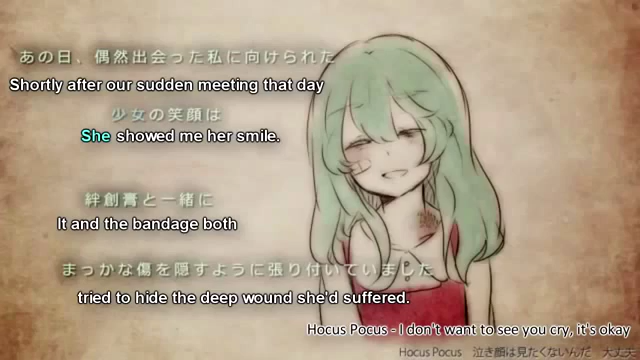 あの日、偶然出会った私に向けられた
Shortly after our sudden meeting that day
少女の笑顔は
She showed me her smile.
絆創膏と一緒に
It and the bandage both
まっかな傷を隠すように張り付いていました
tried to hide the deep wound she'd suffered.
Hocus Pocus - I don't want to see you cry, it's okay
Hocus Pocus 泣き顔は見たくないんだ 大丈夫